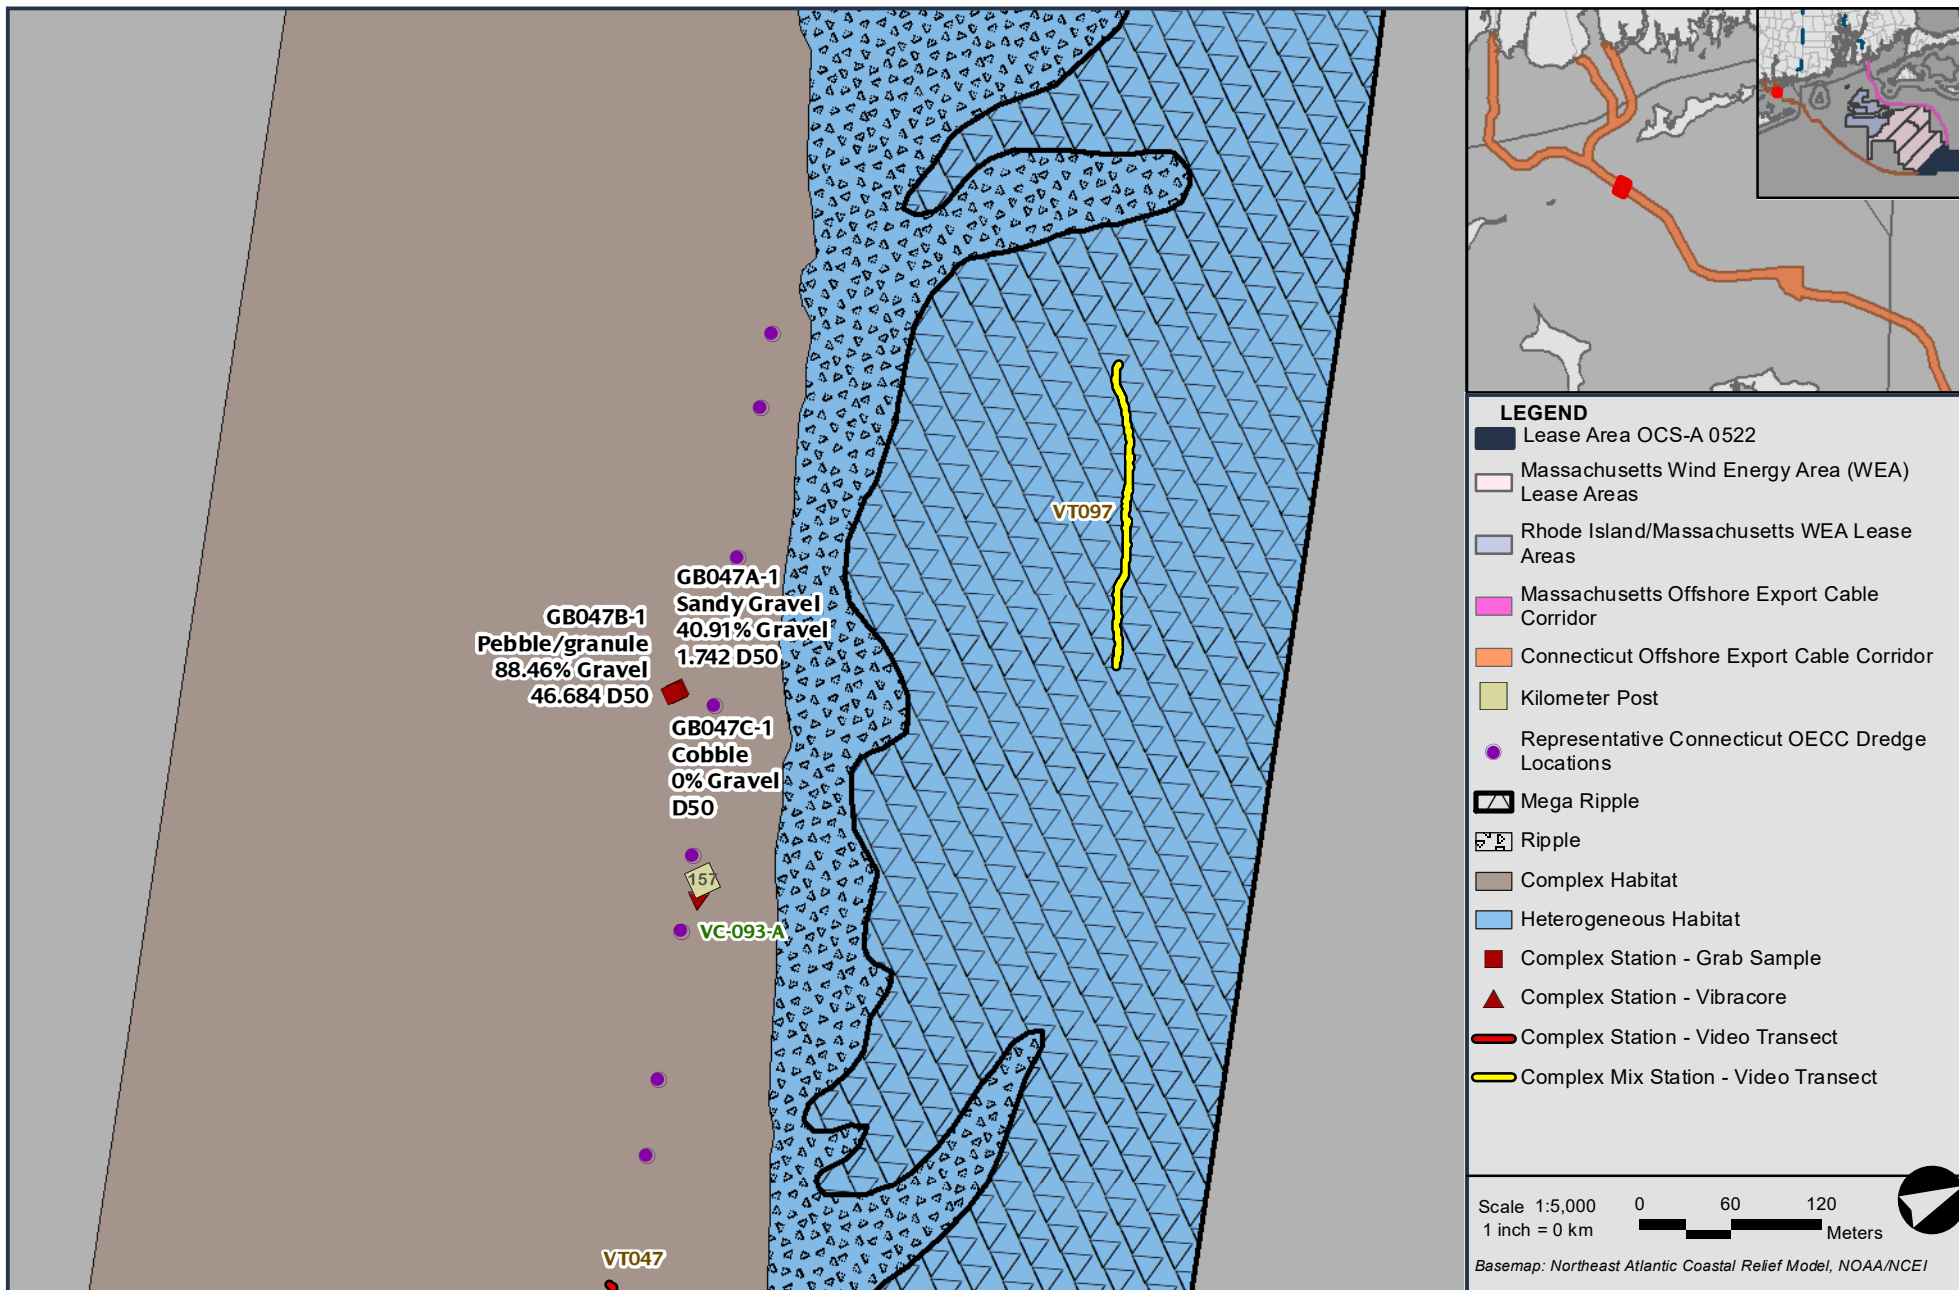 VT097
GB047A-1
Sandy Gravel
40.91% Gravel
1.742 D50
GB047B-1
Pebble/granule
88.46% Gravel
46.684 D50
GB047C-1
Cobble
0% Gravel
D50
157
VC-093-A
VT047
LEGEND
Lease Area OCS-A 0522
Massachusetts Wind Energy Area (WEA)
Lease Areas
Rhode Island/Massachusetts WEA Lease
Areas
Massachusetts Offshore Export Cable
Corridor
Connecticut Offshore Export Cable Corridor
Kilometer Post
Representative Connecticut OECC Dredge
Locations
Mega Ripple
Ripple
Complex Habitat
Heterogeneous Habitat
Complex Station - Grab Sample
Complex Station - Vibracore
Complex Station - Video Transect
Complex Mix Station - Video Transect
Scale 1:5,000
1 inch = 0 km
0 60 120
Meters
Basemap: Northeast Atlantic Coastal Relief Model, NOAA/NCEI